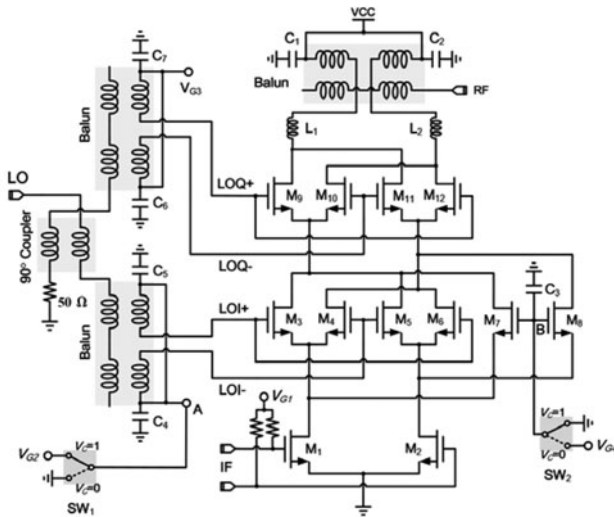 VCC
C1
C2
C7
Balun
RF
VG3
Balun
L1
L2
LO
LOQ+
M9
M10
M11
M12
C6
90° Coupler
LOQ-
C5
C3
50 Ω
LOI+
M3
M4
M5
M6
M7
B
M8
Balun
LOI-
A
C4
VG1
VG2
VC=1
VC=0
SW1
IF
M1
M2
VC=1
VC=0
SW2